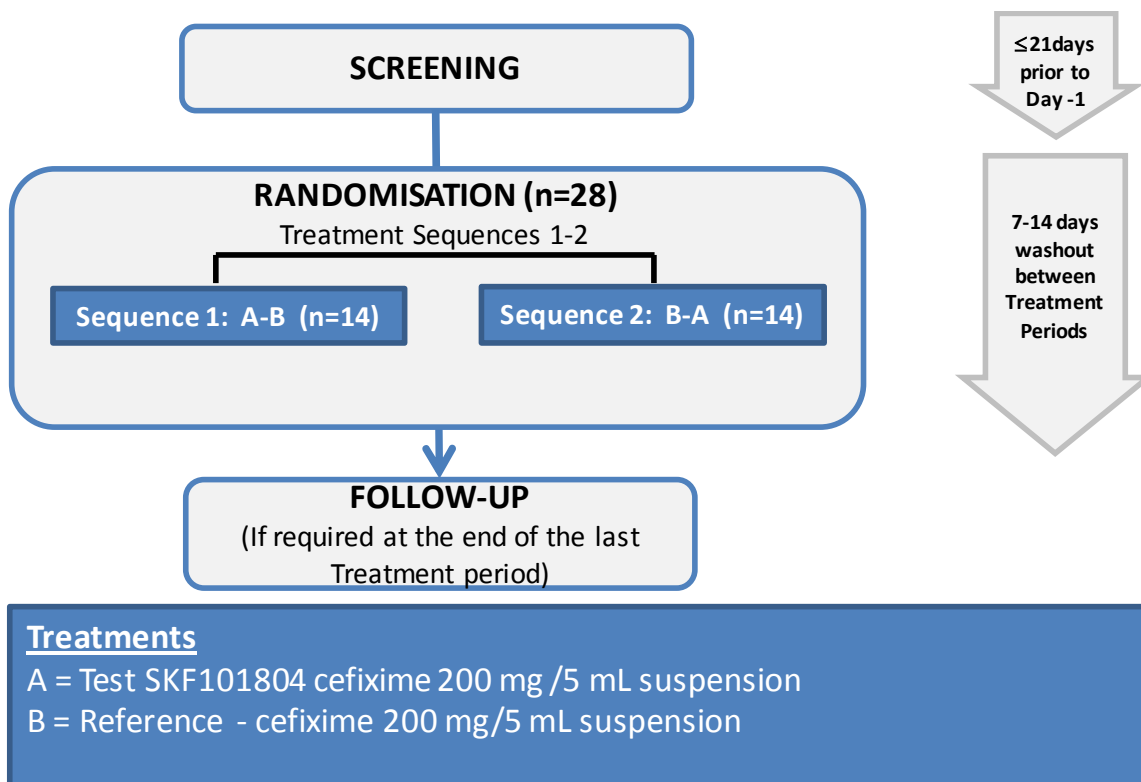 SCREENING
≤21days
prior to
Day -1
RANDOMISATION (n=28)
Treatment Sequences 1-2
Sequence 1: A-B (n=14)
Sequence 2: B-A (n=14)
7-14 days
washout
between
Treatment
Periods
FOLLOW-UP
(If required at the end of the last
Treatment period)
Treatments
A = Test SKF101804 cefixime 200 mg /5 mL suspension
B = Reference - cefixime 200 mg/5 mL suspension